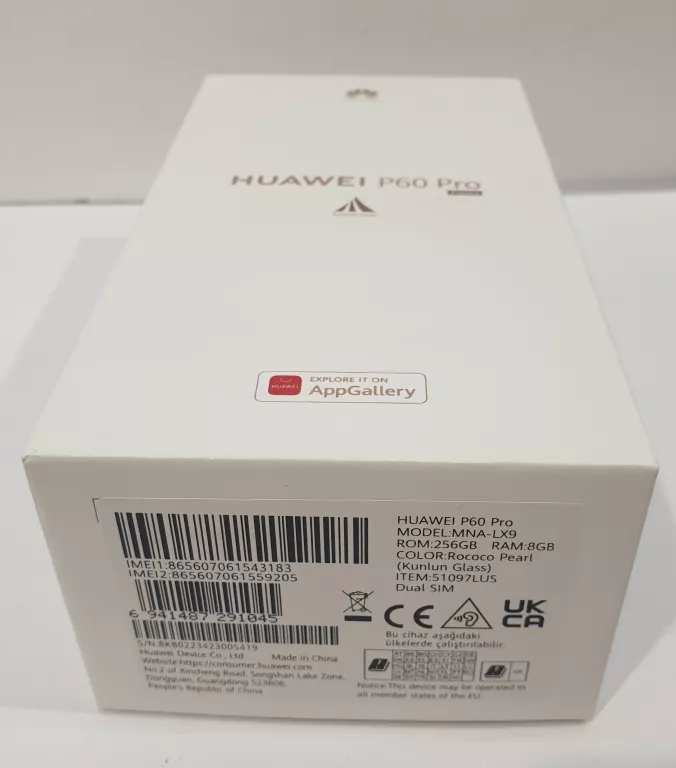 HUAWEI P60 Pro
EXPLORE IT ON
HUAWEI
AppGallery
HUAWEI P60 Pro
MODEL:MNA-LX9
ROM:256GB RAM:8GB
COLOR:Rococo Pearl
(Kunlun Glass)
ITEM:51097LUS
Dual SIM
IMEI1:865607061543183
IMEI2:865607061559205
6 941487 291045
S/N:8KB0223423005419
Huawei Device Co., Ltd Made in China
Website:https://consumer.huawei.com
No.2 of Xincheng Road, Songshan Lake Zone,
Dongguan, Guangdong 523808,
People's Republic of China
CE
UK
CA
Bu cihaz aşağıdaki
ülkelerde çalıştırılabilir.
Notice:This device may be operated in
all member states of the EU.